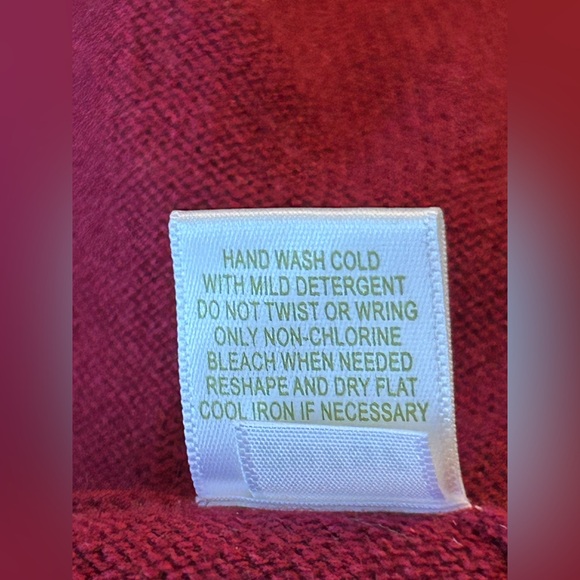 HAND WASH COLD
WITH MILD DETERGENT
DO NOT TWIST OR WRING
ONLY NON-CHLORINE
BLEACH WHEN NEEDED
RESHAPE AND DRY FLAT
COOL IRON IF NECESSARY